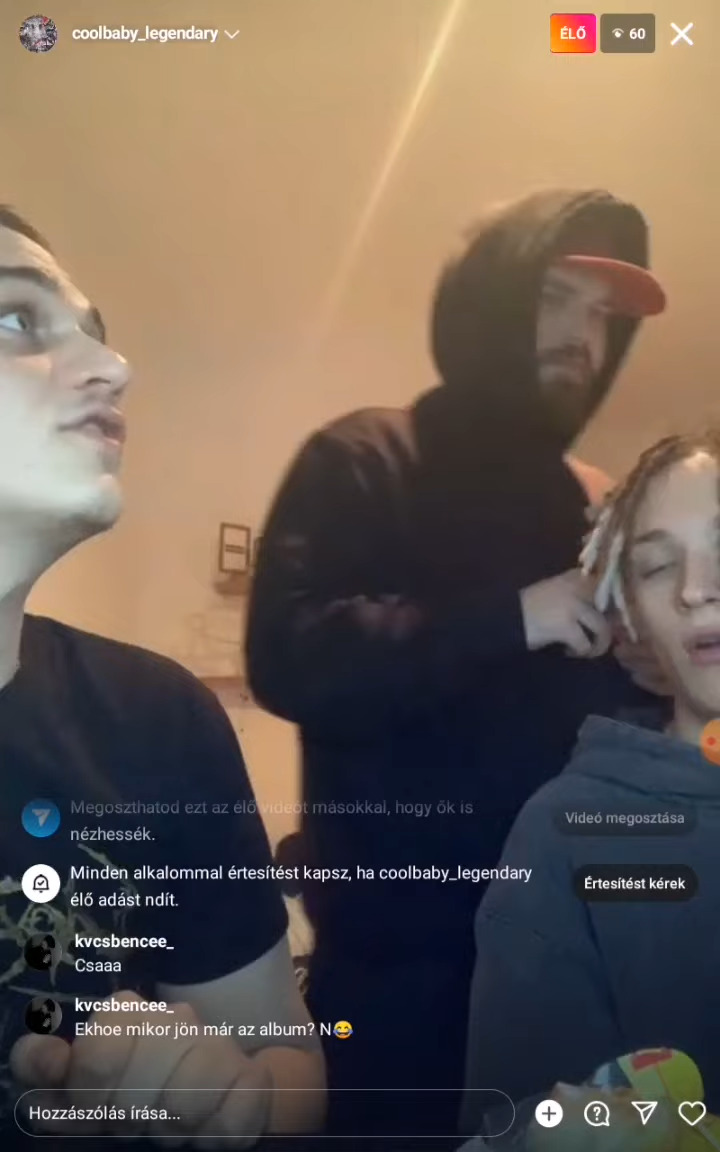 coolbaby_legendary
ÉLŐ
60
Megoszthatod ezt az élő videót másokkal, hogy ők is
nézhessék.
Videó megosztása
Minden alkalommal értesítést kapsz, ha coolbaby_legendary
élő adást ndít.
Értesítést kérek
kvcsbencee_
Csaaa
kvcsbencee_
Ekhoe mikor jön már az album? N😂
Hozzászólás írása...